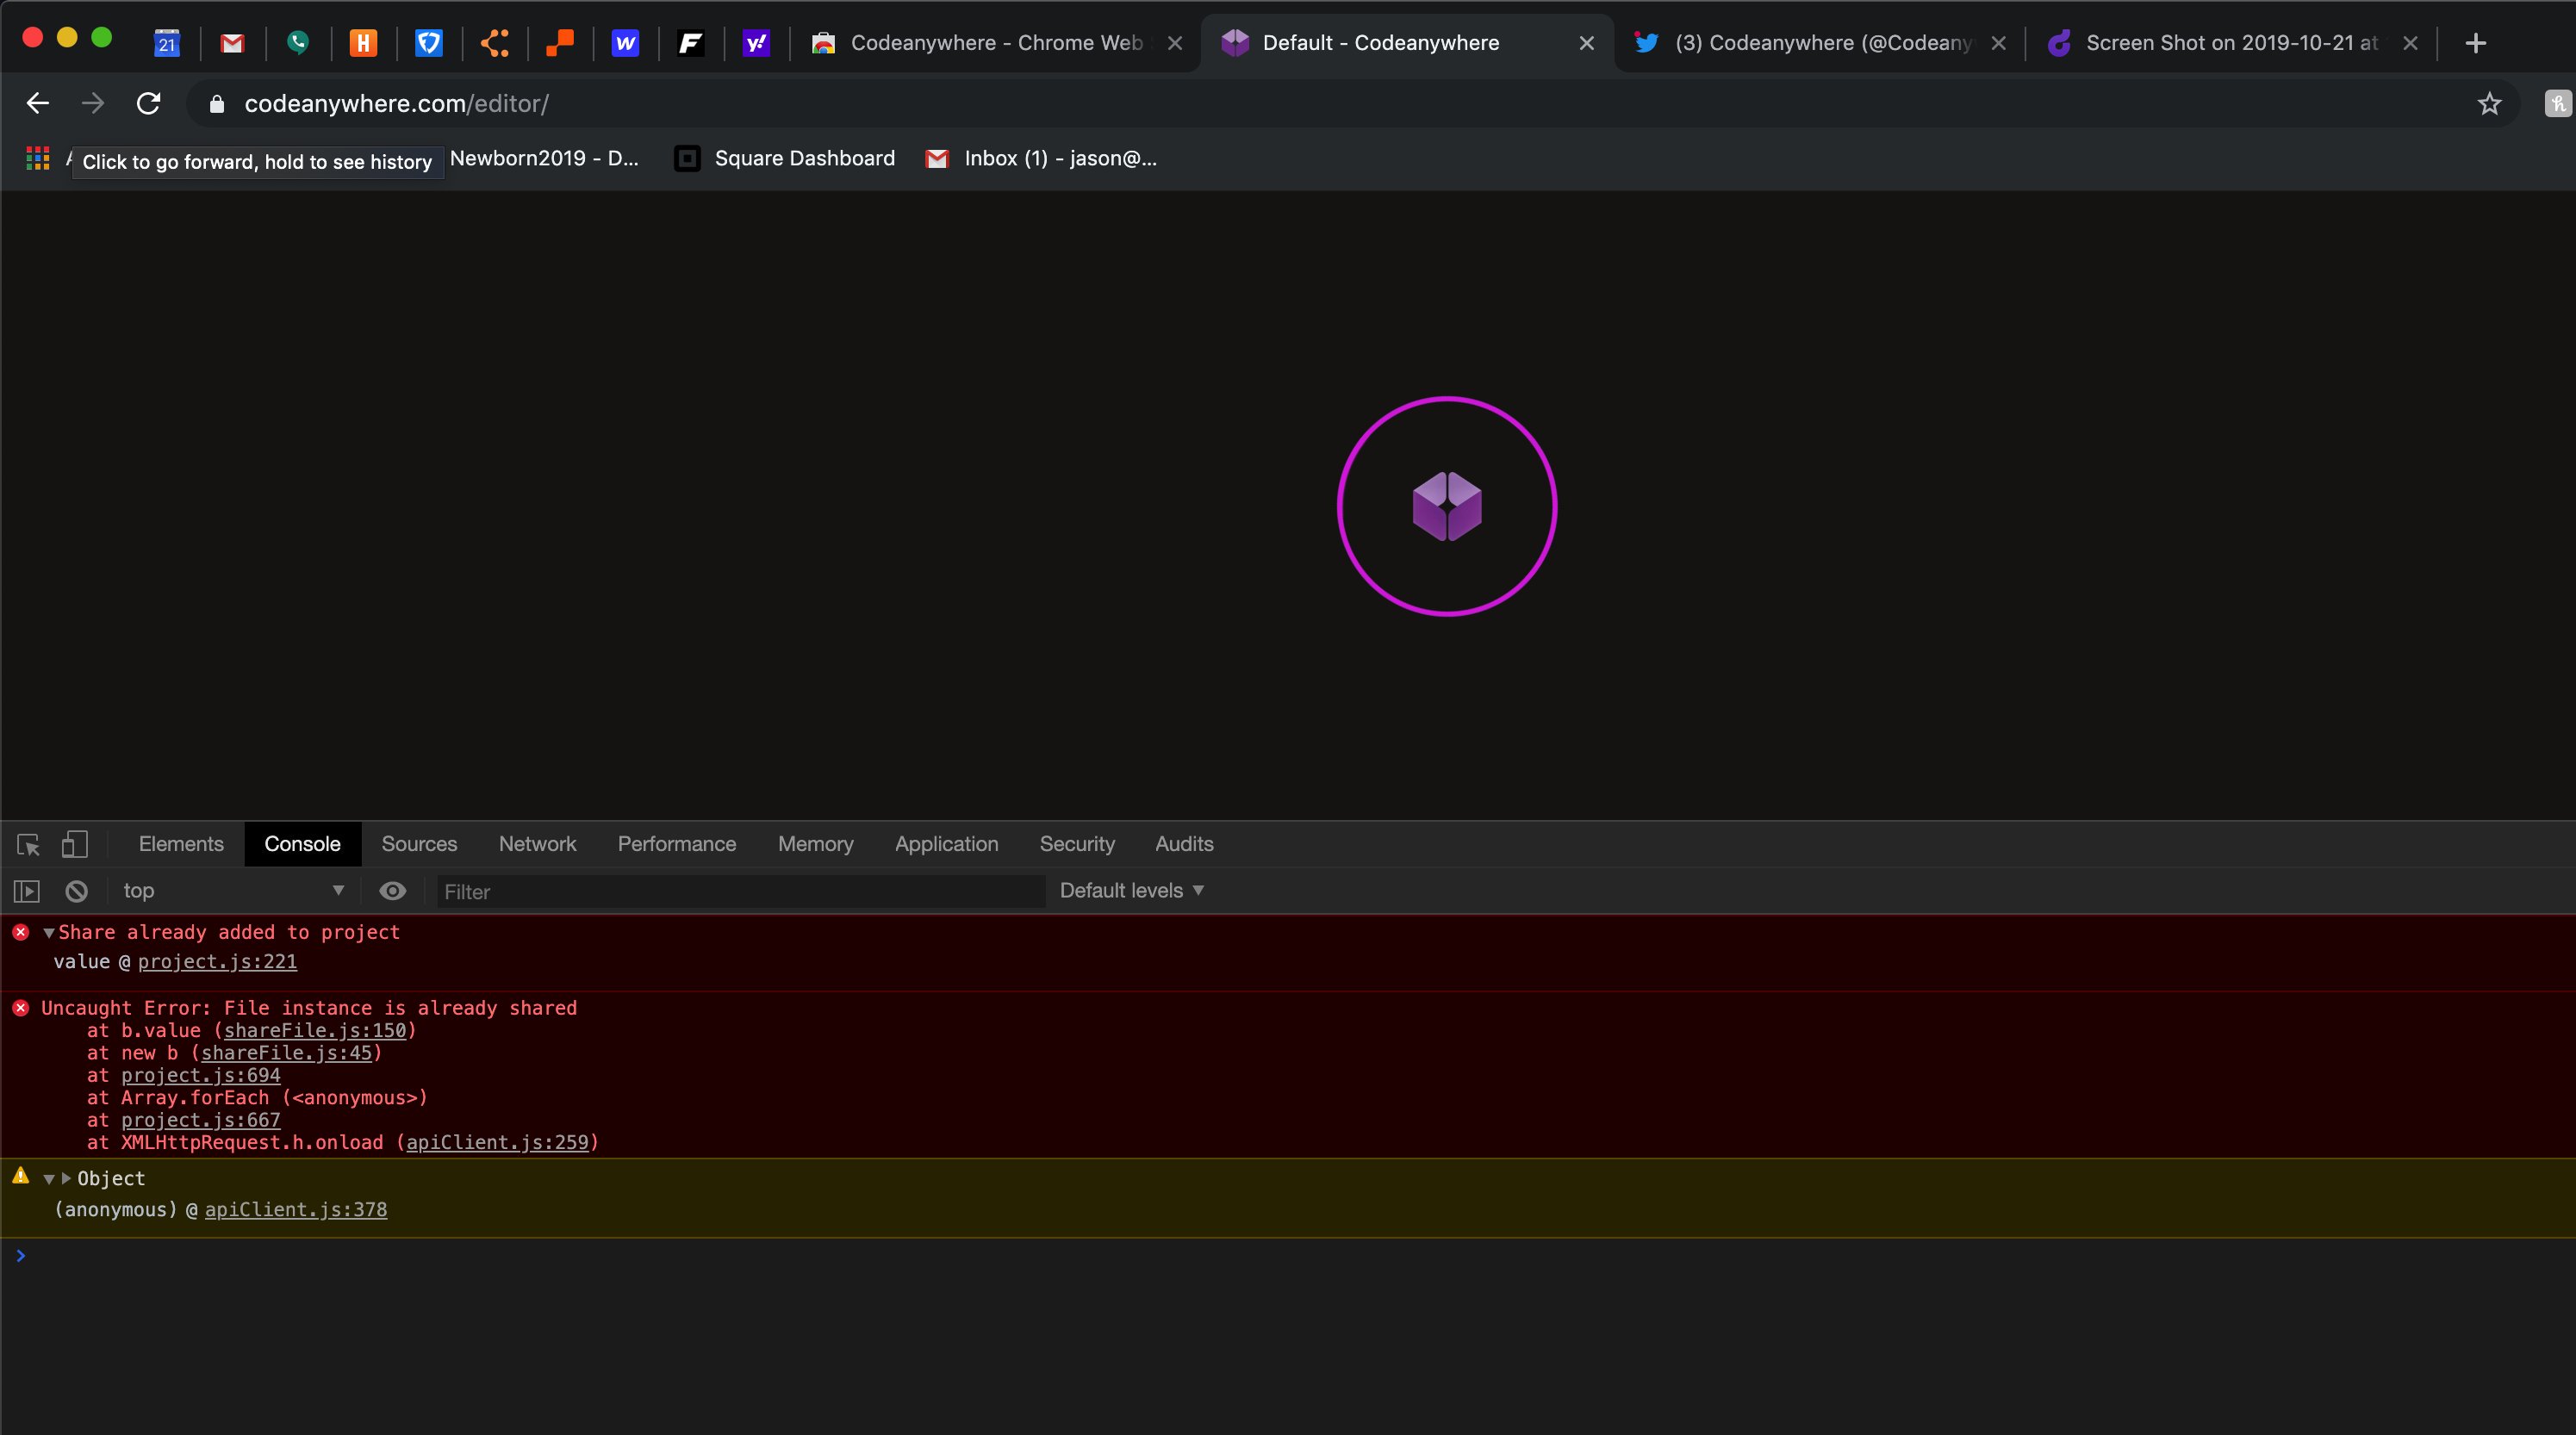 21
H
w
F
y!
Codeanywhere - Chrome Web
Default - Codeanywhere
(3) Codeanywhere (@Codeany
Screen Shot on 2019-10-21 at
codeanywhere.com/editor/
h
Click to go forward, hold to see history
Newborn2019 - D...
Square Dashboard
Inbox (1) - jason@...
Elements Console Sources Network Performance Memory Application Security Audits
top
Filter
Default levels
Share already added to project
value @ project.js:221
Uncaught Error: File instance is already shared
at b.value (shareFile.js:150)
at new b (shareFile.js:45)
at project.js:694
at Array.forEach (<anonymous>)
at project.js:667
at XMLHttpRequest.h.onload (apiClient.js:259)
Object
(anonymous) @ apiClient.js:378